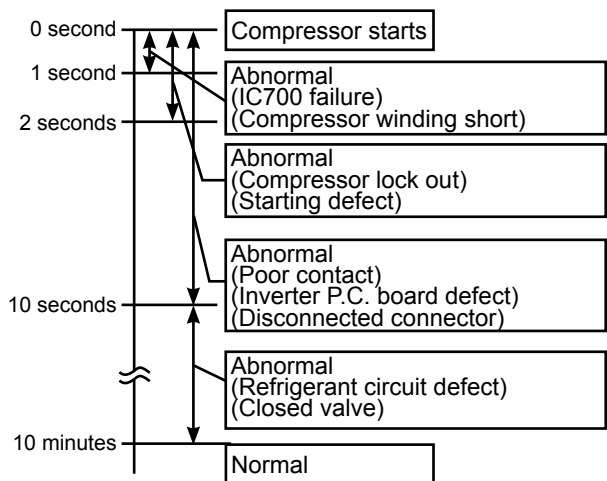 0 second
Compressor starts
1 second
Abnormal
(IC700 failure)
(Compressor winding short)
2 seconds
Abnormal
(Compressor lock out)
(Starting defect)
Abnormal
(Poor contact)
(Inverter P.C. board defect)
(Disconnected connector)
10 seconds
Abnormal
(Refrigerant circuit defect)
(Closed valve)
10 minutes
Normal